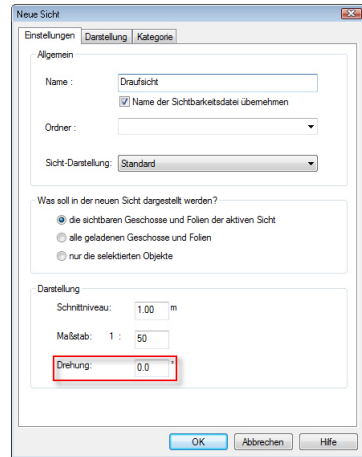 Neue Sicht
Einstellungen Darstellung Kategorie
Allgemein
Name : Draufsicht
Name der Sichtbarkeitsdatei übernehmen
Ordner :
Sicht-Darstellung: Standard
Was soll in der neuen Sicht dargestellt werden?
die sichtbaren Geschosse und Folien der aktiven Sicht
alle geladenen Geschosse und Folien
nur die selektierten Objekte
Darstellung
Schnittniveau: 1.00 m
Maßstab: 1 : 50
Drehung: 0.0 °
OK Abbrechen Hilfe